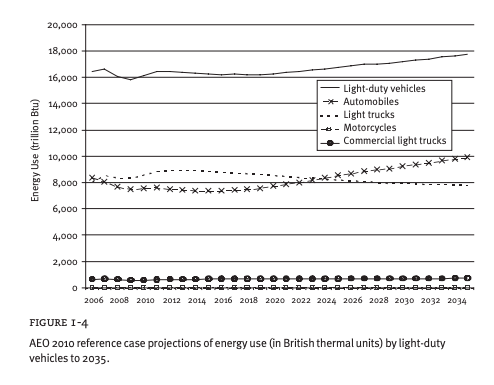 20,000
18,000
16,000
14,000
12,000
10,000
8,000
6,000
4,000
2,000
0
Energy Use (trillion Btu)
Light-duty vehicles
Automobiles
Light trucks
Motorcycles
Commercial light trucks
2006 2008 2010 2012 2014 2016 2018 2020 2022 2024 2026 2028 2030 2032 2034
FIGURE 1-4
AEO 2010 reference case projections of energy use (in British thermal units) by light-duty
vehicles to 2035.